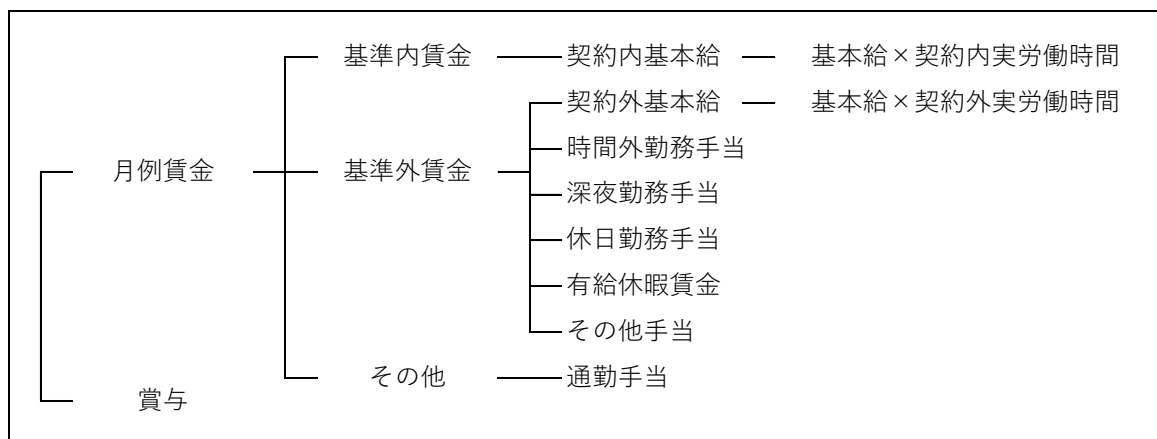 基準内賃金 契約内基本給 基本給×契約内実労働時間
契約外基本給 基本給×契約外実労働時間
時間外勤務手当
月例賃金 基準外賃金
深夜勤務手当
休日勤務手当
有給休暇賃金
その他手当
その他 通勤手当
賞与